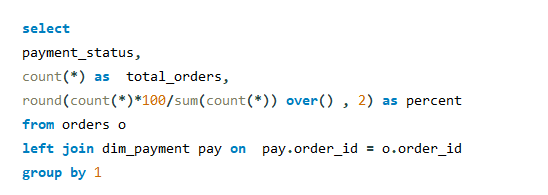 select
payment_status,
count(*) as  total_orders,
round(count(*)*100/sum(count(*)) over() , 2) as percent
from orders o
left join dim_payment pay on  pay.order_id = o.order_id
group by 1